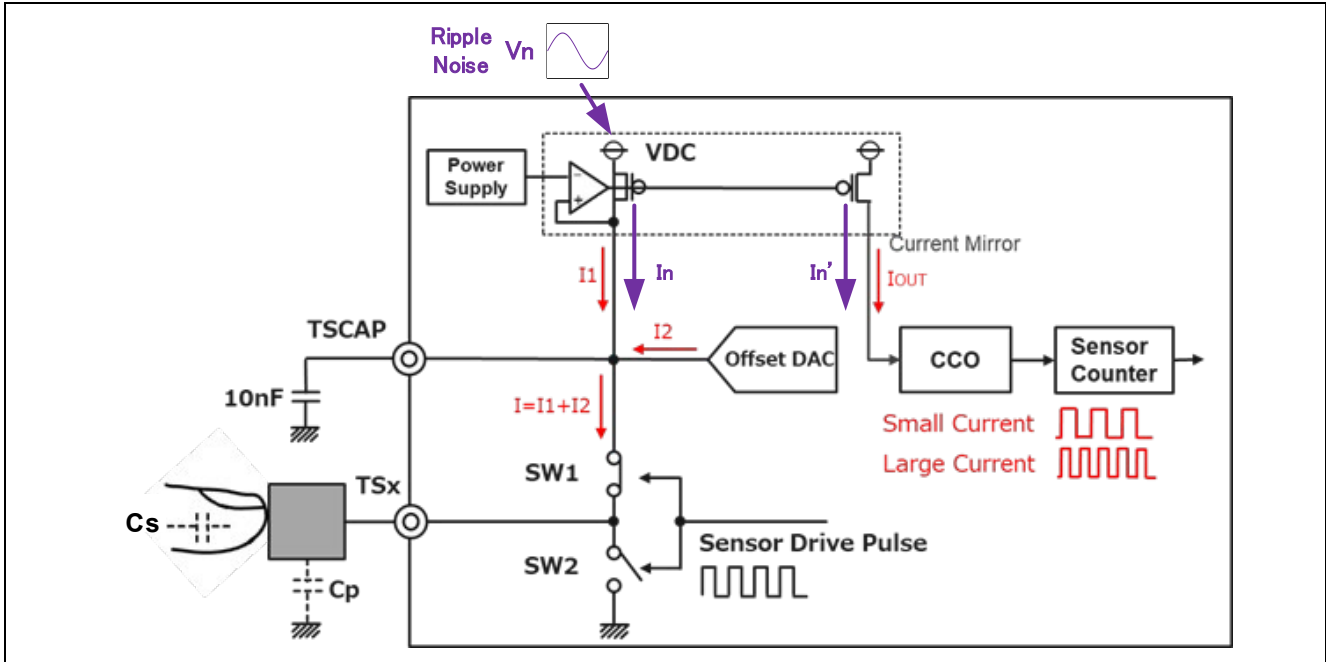 Ripple
Noise
Vn
Power
Supply
VDC
Current Mirror
I1
In
In'
IOUT
TSCAP
I2
Offset DAC
CCO
Sensor
Counter
10nF
I=I1+I2
Small Current
Large Current
SW1
TSx
Cs
Sensor Drive Pulse
SW2
Cp